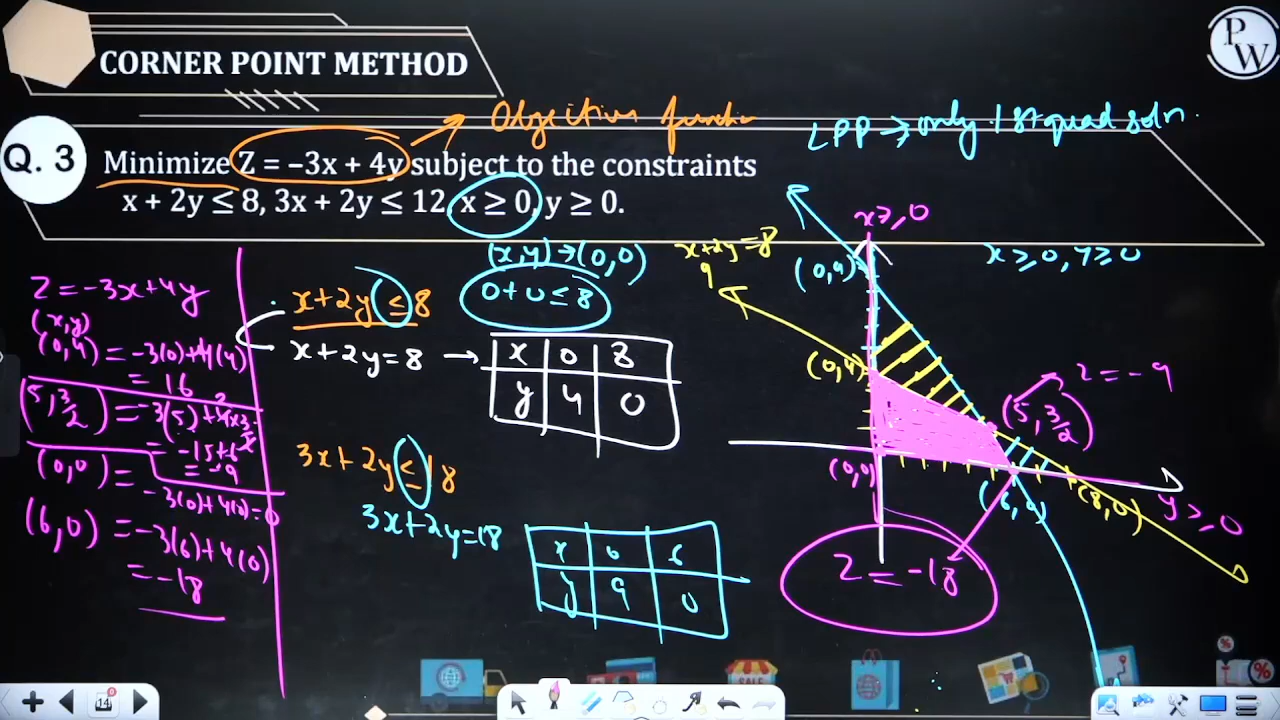 CORNER POINT METHOD
PW
Objective function
LPP → only 1st quad soln.
Q. 3
Minimize Z = –3x + 4y subject to the constraints
x + 2y ≤ 8, 3x + 2y ≤ 12, x ≥ 0, y ≥ 0.
Z = -3x+4y
(x,y)
(0,4) = -3(0)+4(4)
= 16
(5,3/2) = -3(5)+4x3/2
= -15+6
= -9
(0,0) =
-3(0)+4(0)=0
(6,0) = -3(6)+4(0)
= -18
(x,y)→(0,0)
x+2y ≤ 8
0+0 ≤ 8
x+2y=8 → x 0 8
y 4 0
3x+2y ≤ 18
3x+2y=18
x 0 6
y 9 0
x≥,0
x+2y=8
9
(0,9)
x≥0, y≥0
(0,4)
Z=-9
(5,3/2)
(0,0)
(6,0)
(8,0)
y≥,0
Z=-18
14
SALE
%
%